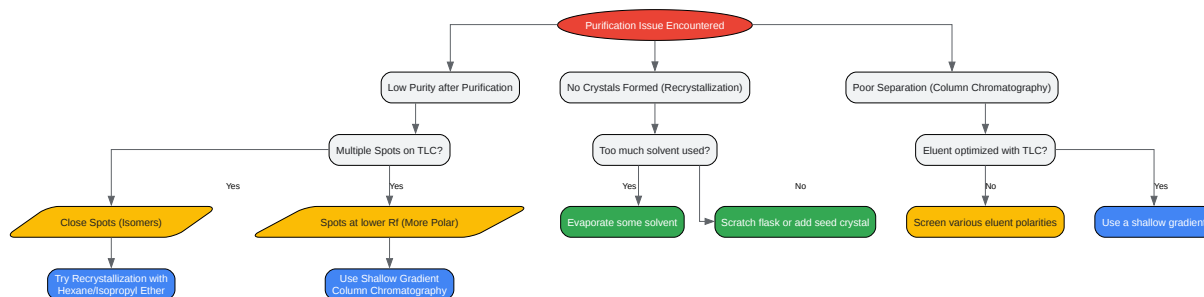 Purification Issue Encountered
Low Purity after Purification
No Crystals Formed (Recrystallization)
Poor Separation (Column Chromatography)
Multiple Spots on TLC?
Too much solvent used?
Eluent optimized with TLC?
Yes
Yes
Yes
No
No
Yes
Close Spots (Isomers)
Spots at lower Rf (More Polar)
Evaporate some solvent
Scratch flask or add seed crystal
Screen various eluent polarities
Use a shallow gradient
Try Recrystallization with
Hexane/Isopropyl Ether
Use Shallow Gradient
Column Chromatography